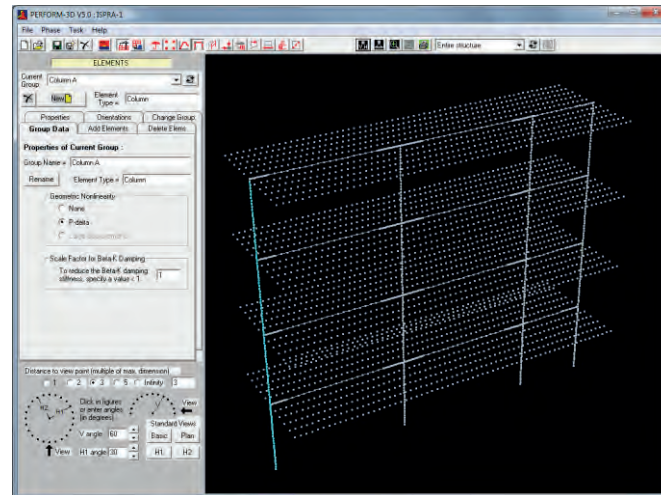 PERFORM-3D V5.0 : ISPRA-1
File Phase Task Help
Entire structure
ELEMENTS
Current Group Column A
New Element Type = Column
Properties Orientations Change Group
Group Data Add Elements Delete Elems
Properties of Current Group :
Group Name = Column A
Rename Element Type = Column
Geometric Nonlinearity
None
P-delta
Scale Factor for Beta-K Damping
To reduce the Beta-K damping
stiffness, specify a value < 1. 1
Distance to view point (multiple of max. dimension)
1 2 3 5 Infinity 3
H2 H1 Click in figures
or enter angles
(in degrees). V View
Standard Views
V angle 60 Basic Plan
View H1 angle 30 H1 H2